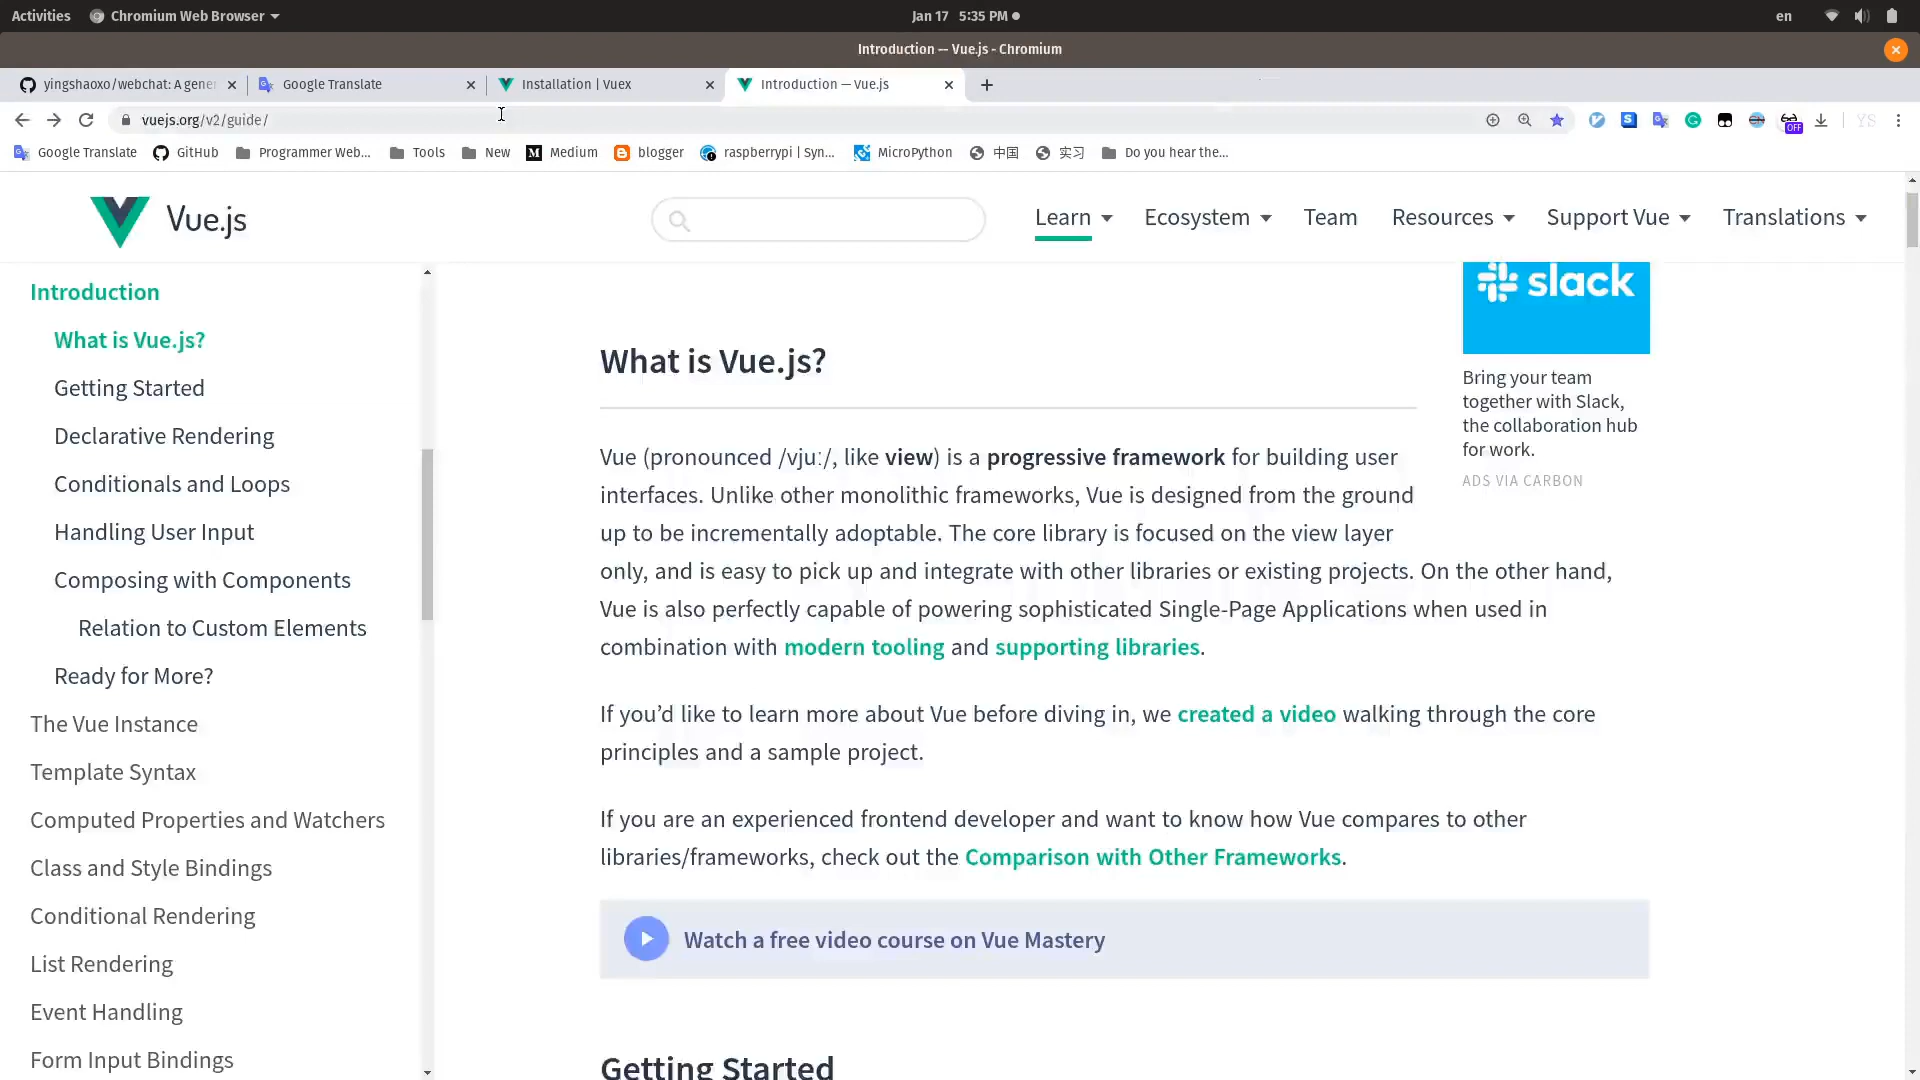 Activities
Chromium Web Browser
Jan 17 5:35 PM
en
Introduction — Vue.js - Chromium
yingshaoxo/webchat: A gene
Google Translate
Installation | Vuex
Introduction — Vue.js
vuejs.org/v2/guide/
OFF
YS
Google Translate
GitHub
Programmer Web...
Tools
New
Medium
blogger
raspberrypi | Syn...
MicroPython
中国
实习
Do you hear the...
Vue.js
Learn
Ecosystem
Team
Resources
Support Vue
Translations
Introduction
What is Vue.js?
Getting Started
Declarative Rendering
Conditionals and Loops
Handling User Input
Composing with Components
Relation to Custom Elements
Ready for More?
The Vue Instance
Template Syntax
Computed Properties and Watchers
Class and Style Bindings
Conditional Rendering
List Rendering
Event Handling
Form Input Bindings
What is Vue.js?
Vue (pronounced /vjuː/, like view) is a progressive framework for building user
interfaces. Unlike other monolithic frameworks, Vue is designed from the ground
up to be incrementally adoptable. The core library is focused on the view layer
only, and is easy to pick up and integrate with other libraries or existing projects. On the other hand,
Vue is also perfectly capable of powering sophisticated Single-Page Applications when used in
combination with modern tooling and supporting libraries.
If you’d like to learn more about Vue before diving in, we created a video walking through the core
principles and a sample project.
If you are an experienced frontend developer and want to know how Vue compares to other
libraries/frameworks, check out the Comparison with Other Frameworks.
Watch a free video course on Vue Mastery
Getting Started
slack
Bring your team
together with Slack,
the collaboration hub
for work.
ADS VIA CARBON